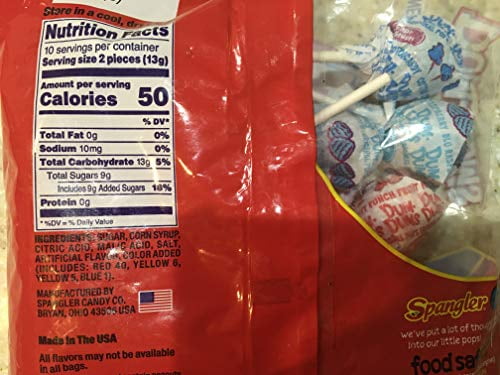 Store in a cool, dr
Nutrition Facts
10 servings per container
Serving size 2 pieces (13g)
Amount per serving
Calories 50
% DV*
Total Fat 0g 0%
Sodium 10mg 0%
Total Carbohydrate 13g 5%
Total Sugars 9g
Includes 9g Added Sugars 18%
Protein 0g
*%DV = % Daily Value
INGREDIENTS: SUGAR, CORN SYRUP,
CITRIC ACID, MALIC ACID, SALT,
ARTIFICIAL FLAVOR, COLOR ADDED
(INCLUDES: RED 40, YELLOW 6,
YELLOW 5, BLUE 1).
MANUFACTURED BY
SPANGLER CANDY CO.
BRYAN, OHIO 43506 USA
Made In The USA
All flavors may not be available
in all bags.
PUNCH FRUIT
DUM
DUMS
Spangler
we've put a lot of tho
into our little pops!
food sa